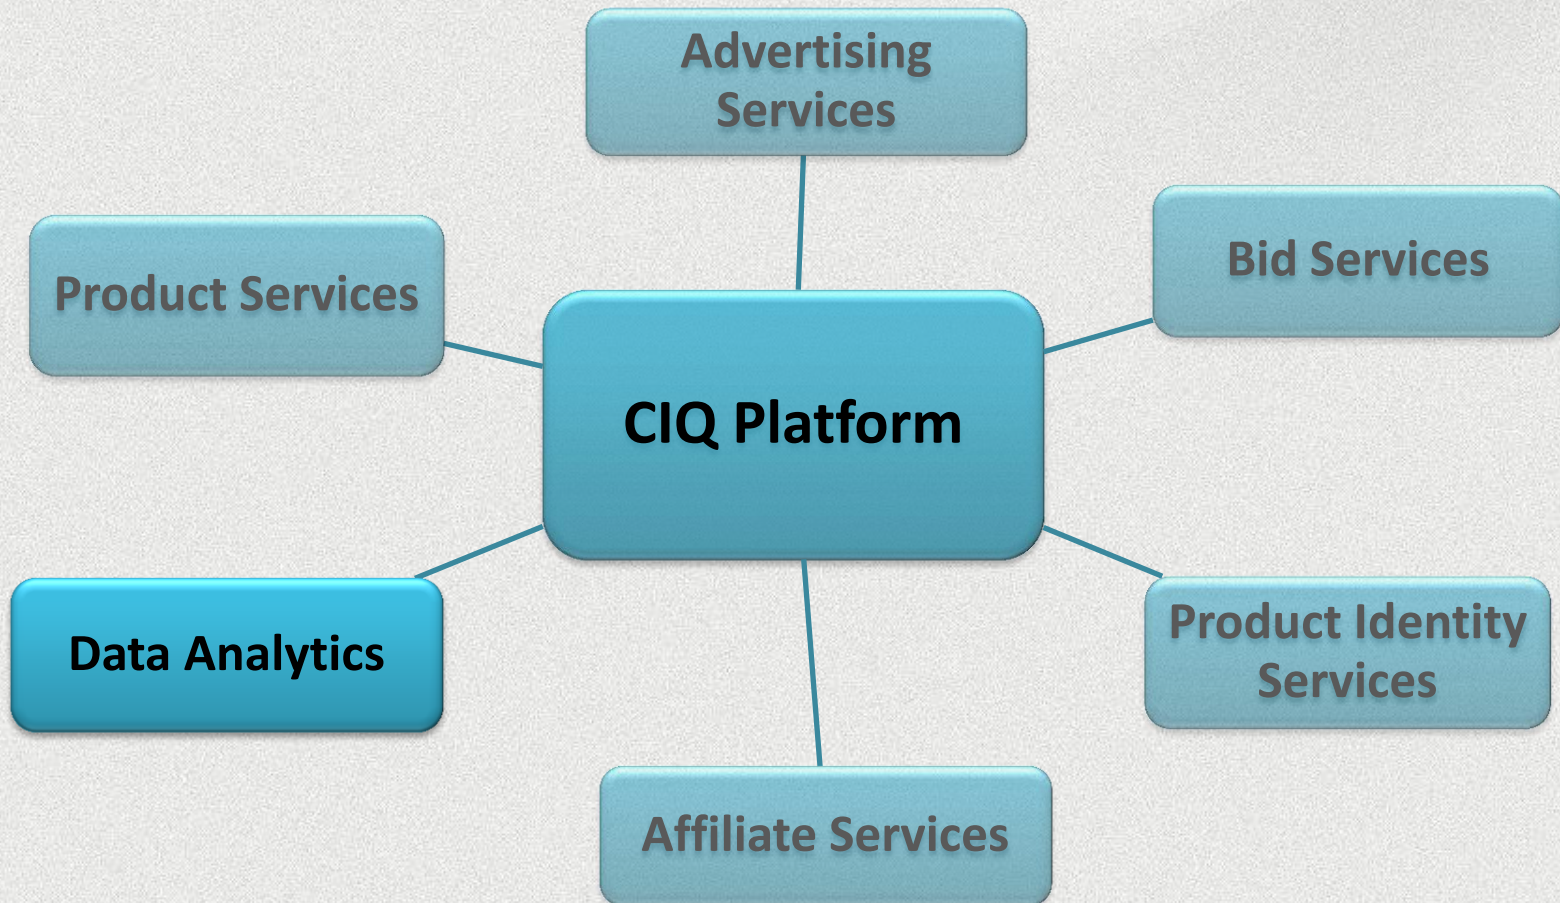 Advertising
Services
Bid Services
Product Services
CIQ Platform
Product Identity
Services
Data Analytics
Affiliate Services